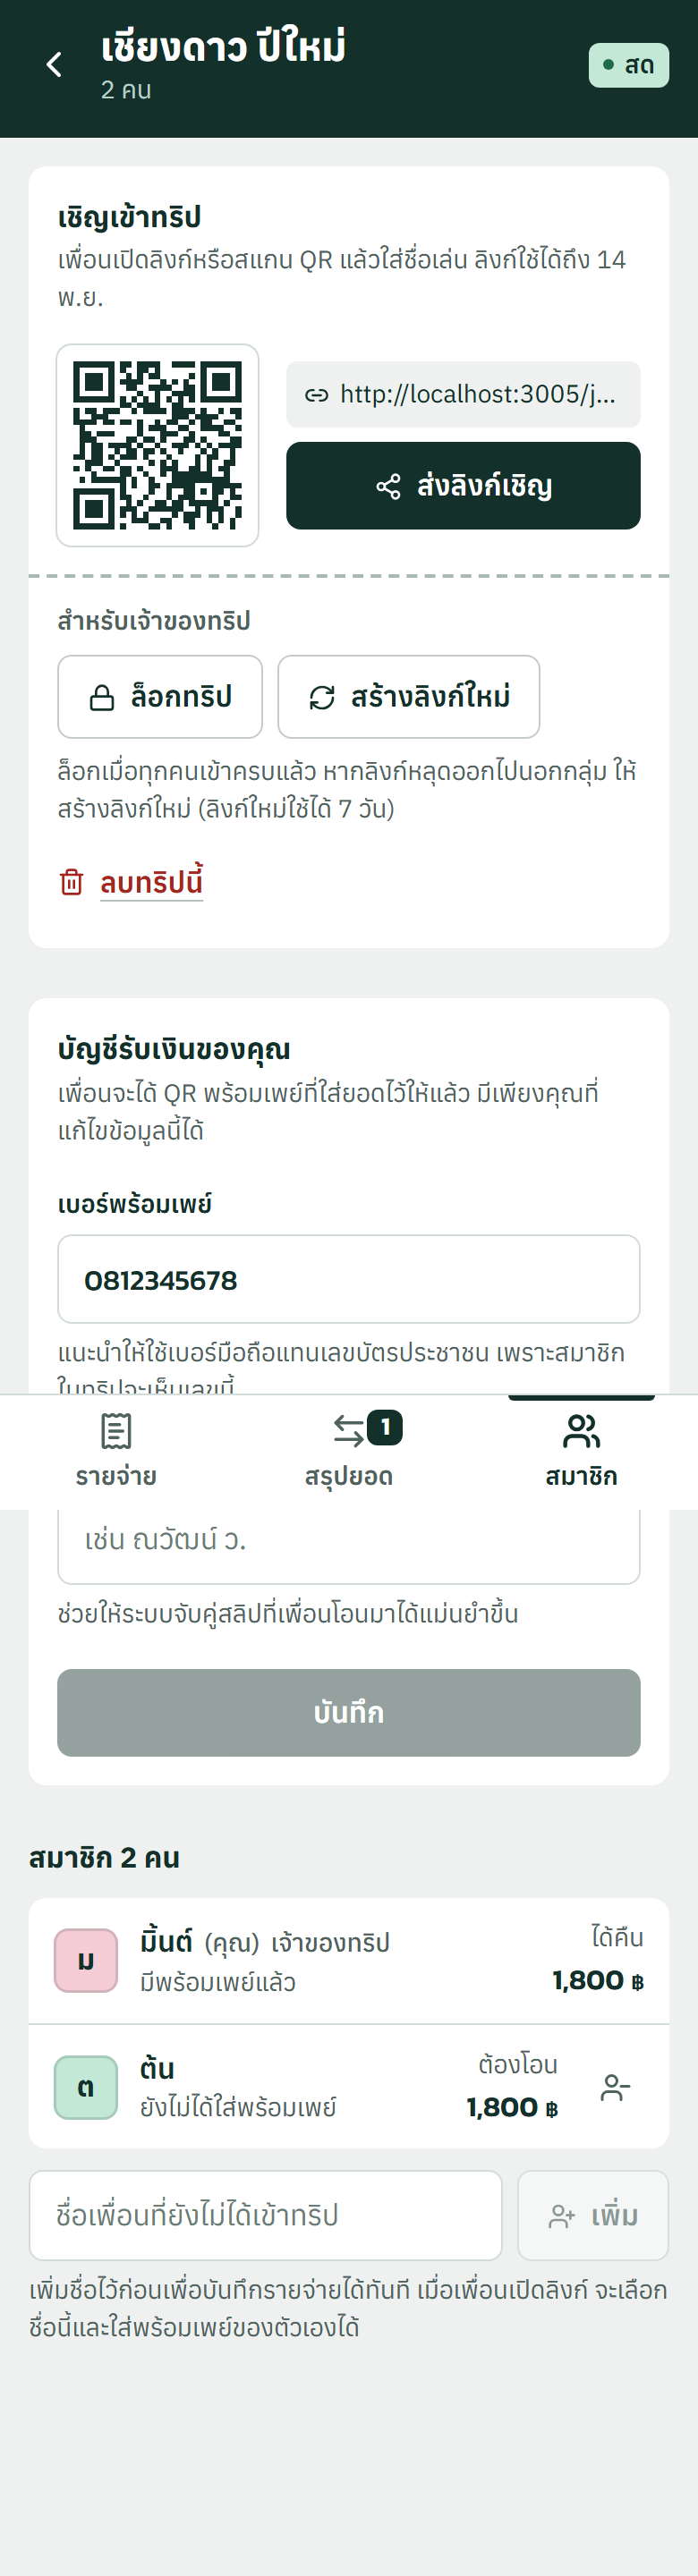 เชียงดาว ปีใหม่
2 คน
สด
เชิญเข้าทริป
เพื่อนเปิดลิงก์หรือสแกน QR แล้วใส่ชื่อเล่น ลิงก์ใช้ได้ถึง 14
พ.ย.
http://localhost:3005/j...
ส่งลิงก์เชิญ
สำหรับเจ้าของทริป
ล็อกทริป
สร้างลิงก์ใหม่
ล็อกเมื่อทุกคนเข้าครบแล้ว หากลิงก์หลุดออกไปนอกกลุ่ม ให้
สร้างลิงก์ใหม่ (ลิงก์ใหม่ใช้ได้ 7 วัน)
ลบทริปนี้
บัญชีรับเงินของคุณ
เพื่อนจะได้ QR พร้อมเพย์ที่ใส่ยอดไว้ให้แล้ว มีเพียงคุณที่
แก้ไขข้อมูลนี้ได้
เบอร์พร้อมเพย์
0812345678
แนะนำให้ใช้เบอร์มือถือแทนเลขบัตรประชาชน เพราะสมาชิก
ในทริปจะเห็นเลขนี้
1
รายจ่าย
สรุปยอด
สมาชิก
เช่น ณวัฒน์ ว.
ช่วยให้ระบบจับคู่สลิปที่เพื่อนโอนมาได้แม่นยำขึ้น
บันทึก
สมาชิก 2 คน
ม
มิ้นต์ (คุณ) เจ้าของทริป
มีพร้อมเพย์แล้ว
ได้คืน
1,800 ฿
ต
ต้น
ยังไม่ได้ใส่พร้อมเพย์
ต้องโอน
1,800 ฿
ชื่อเพื่อนที่ยังไม่ได้เข้าทริป
เพิ่ม
เพิ่มชื่อไว้ก่อนเพื่อบันทึกรายจ่ายได้ทันที เมื่อเพื่อนเปิดลิงก์ จะเลือก
ชื่อนี้และใส่พร้อมเพย์ของตัวเองได้